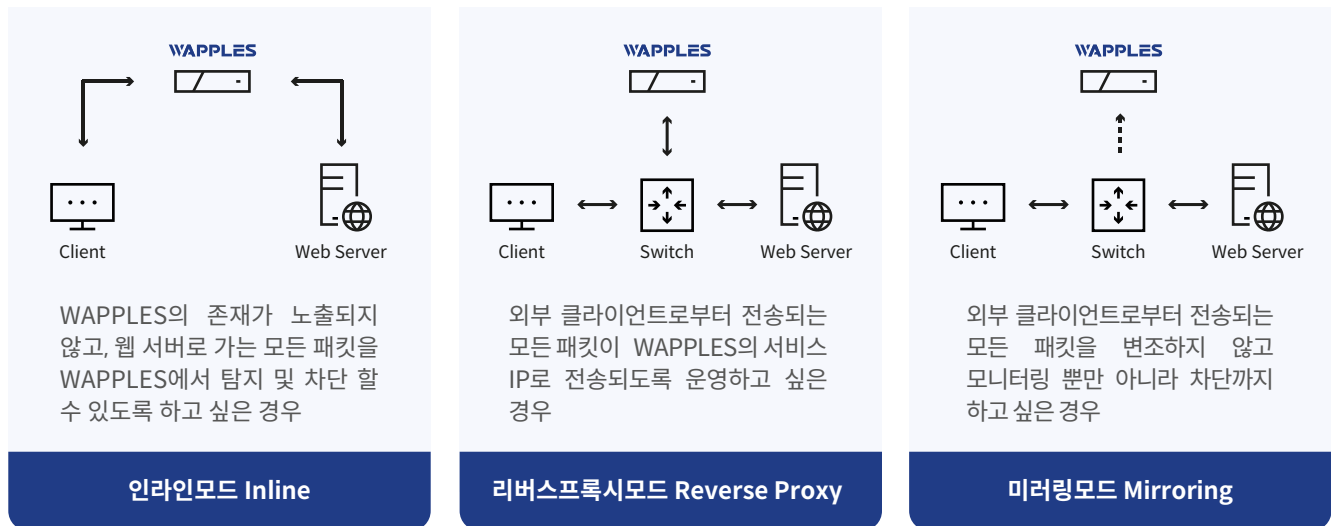 WAPPLES
Client
Web Server
WAPPLES의 존재가 노출되지
않고, 웹 서버로 가는 모든 패킷을
WAPPLES에서 탐지 및 차단 할
수 있도록 하고 싶은 경우
인라인모드 Inline
WAPPLES
Client
Switch
Web Server
외부 클라이언트로부터 전송되는
모든 패킷이 WAPPLES의 서비스
IP로 전송되도록 운영하고 싶은
경우
리버스프록시모드 Reverse Proxy
WAPPLES
Client
Switch
Web Server
외부 클라이언트로부터 전송되는
모든 패킷을 변조하지 않고
모니터링 뿐만 아니라 차단까지
하고 싶은 경우
미러링모드 Mirroring